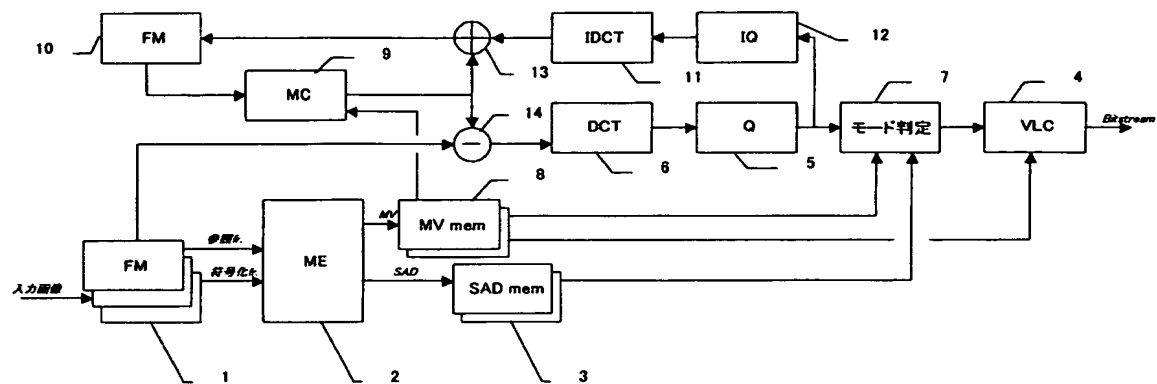 10
FM
9
13
IDCT
11
IQ
12
MC
14
DCT
6
Q
5
7
モード判定
4
VLC
Bitstream
8
MV
MV mem
参照fr.
符号化fr.
ME
FM
入力画像
SAD
SAD mem
1
2
3